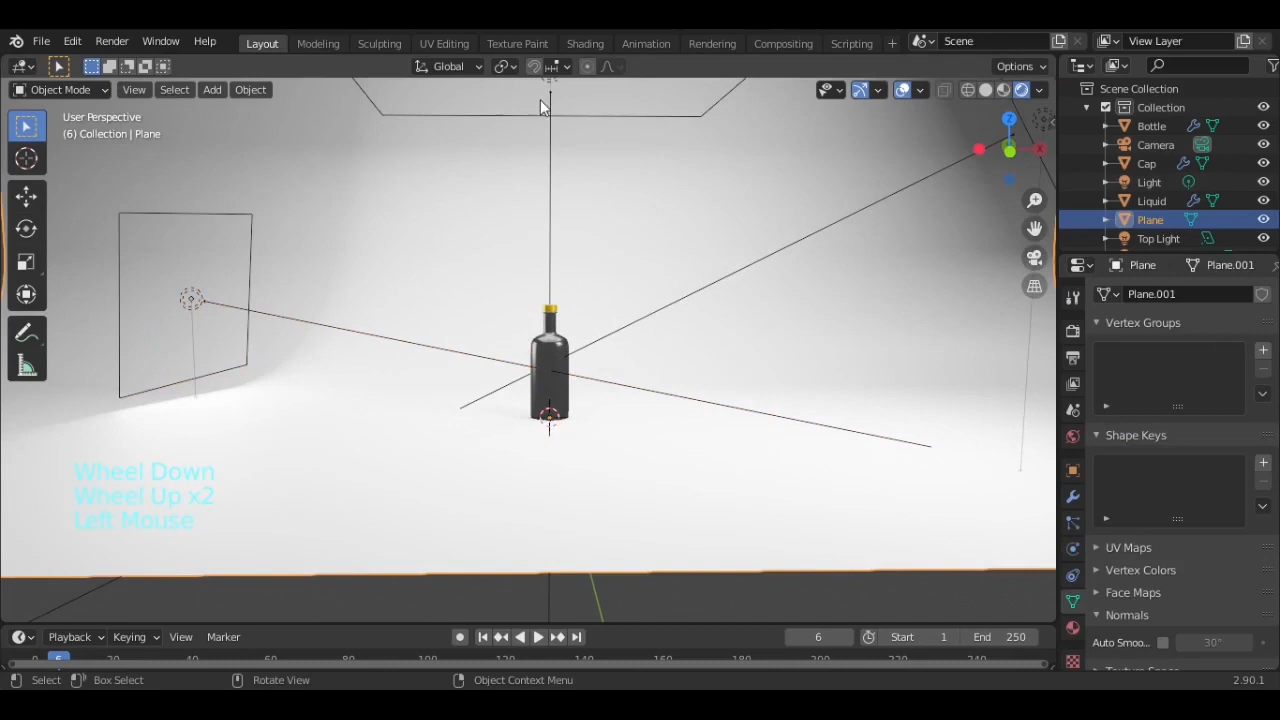 File Edit Render Window Help Layout Modeling Sculpting UV Editing Texture Paint Shading Animation Rendering Compositing Scripting Scene View Layer
Global Options
Object Mode View Select Add Object
Scene Collection
Collection
Bottle
Camera
Cap
Light
Liquid
Plane
Top Light
User Perspective
(6) Collection | Plane
Z
X
Plane Plane.001
Plane.001
Vertex Groups
Shape Keys
UV Maps
Vertex Colors
Face Maps
Normals
Auto Smoo... 30°
Wheel Down
Wheel Up x2
Left Mouse
Playback Keying View Marker 6 Start 1 End 250
6
Select Box Select Rotate View Object Context Menu 2.90.1